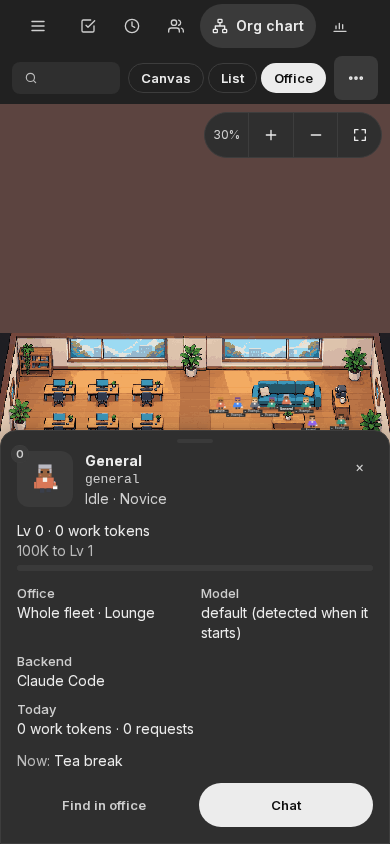 Org chart
Canvas
List
Office
30%
0
General
general
Idle · Novice
Lv 0 · 0 work tokens
100K to Lv 1
Office
Model
Whole fleet · Lounge
default (detected when it
starts)
Backend
Claude Code
Today
0 work tokens · 0 requests
Now: Tea break
Find in office
Chat